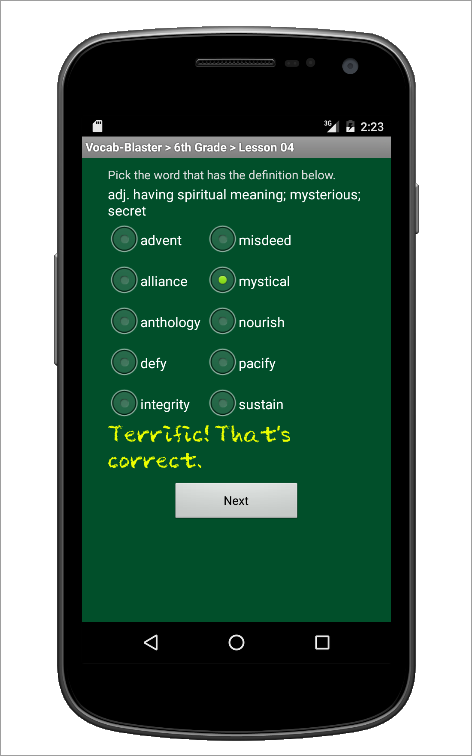 3G 2:23
Vocab-Blaster > 6th Grade > Lesson 04
Pick the word that has the definition below.
adj. having spiritual meaning; mysterious;
secret
advent misdeed
alliance mystical
anthology nourish
defy pacify
integrity sustain
Terrific! That's
correct.
Next